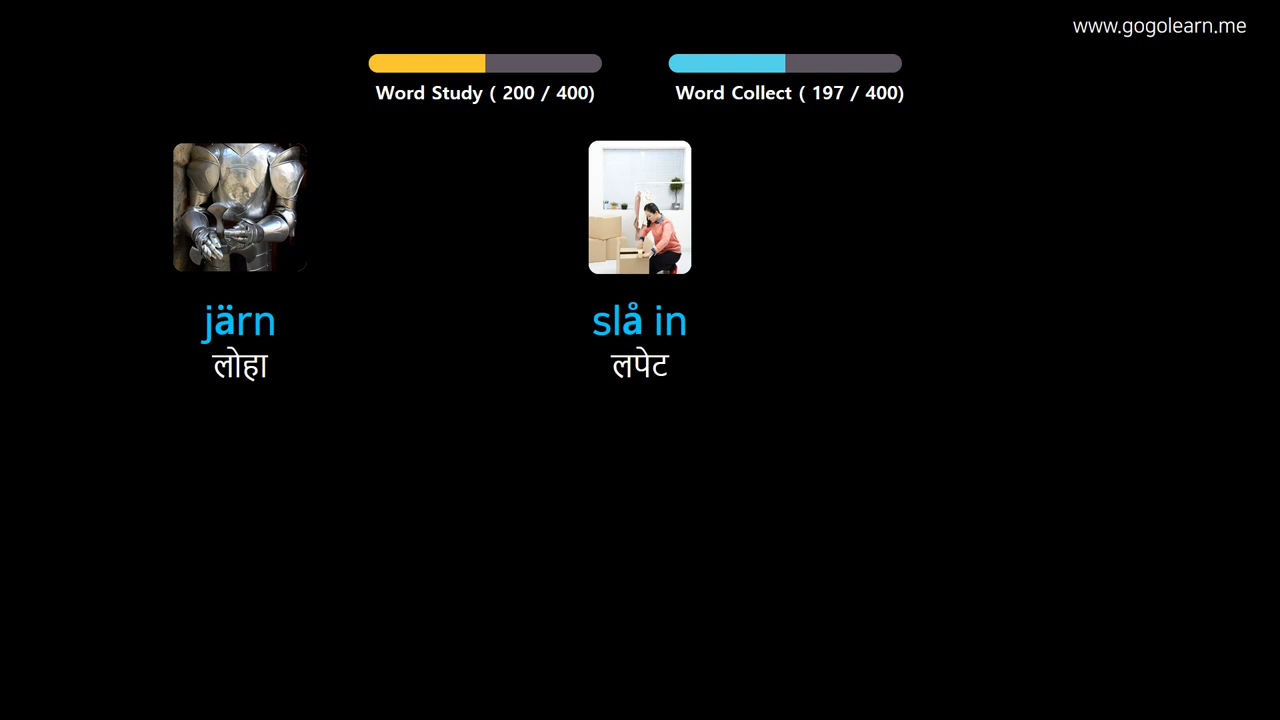 www.gogolearn.me
Word Study ( 200 / 400)
Word Collect ( 197 / 400)
järn
लोहा
slå in
लपेट